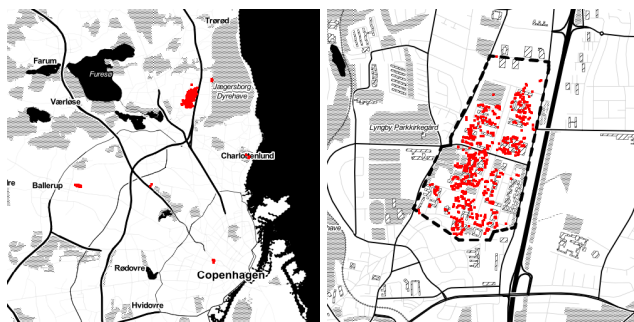 Trørød
Farum
Furesø
Jægersborg
Dyrehave
Værløse
Charlottenlund
Ballerup
Rødovre
Copenhagen
Hvidovre
Lyngby Parkkirkegård